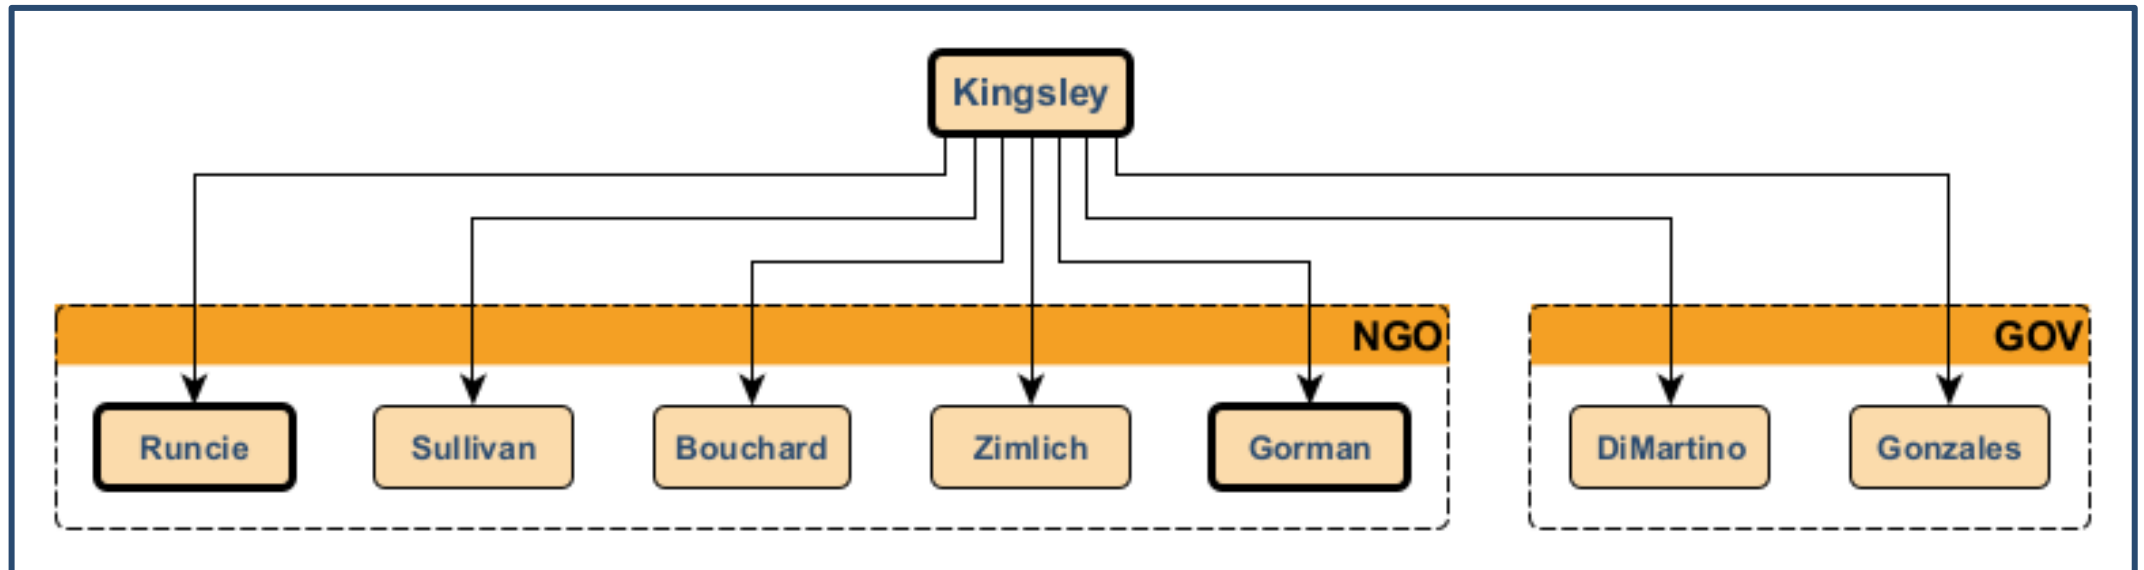 Kingsley
NGO
GOV
Runcie
Sullivan
Bouchard
Zimlich
Gorman
DiMartino
Gonzales